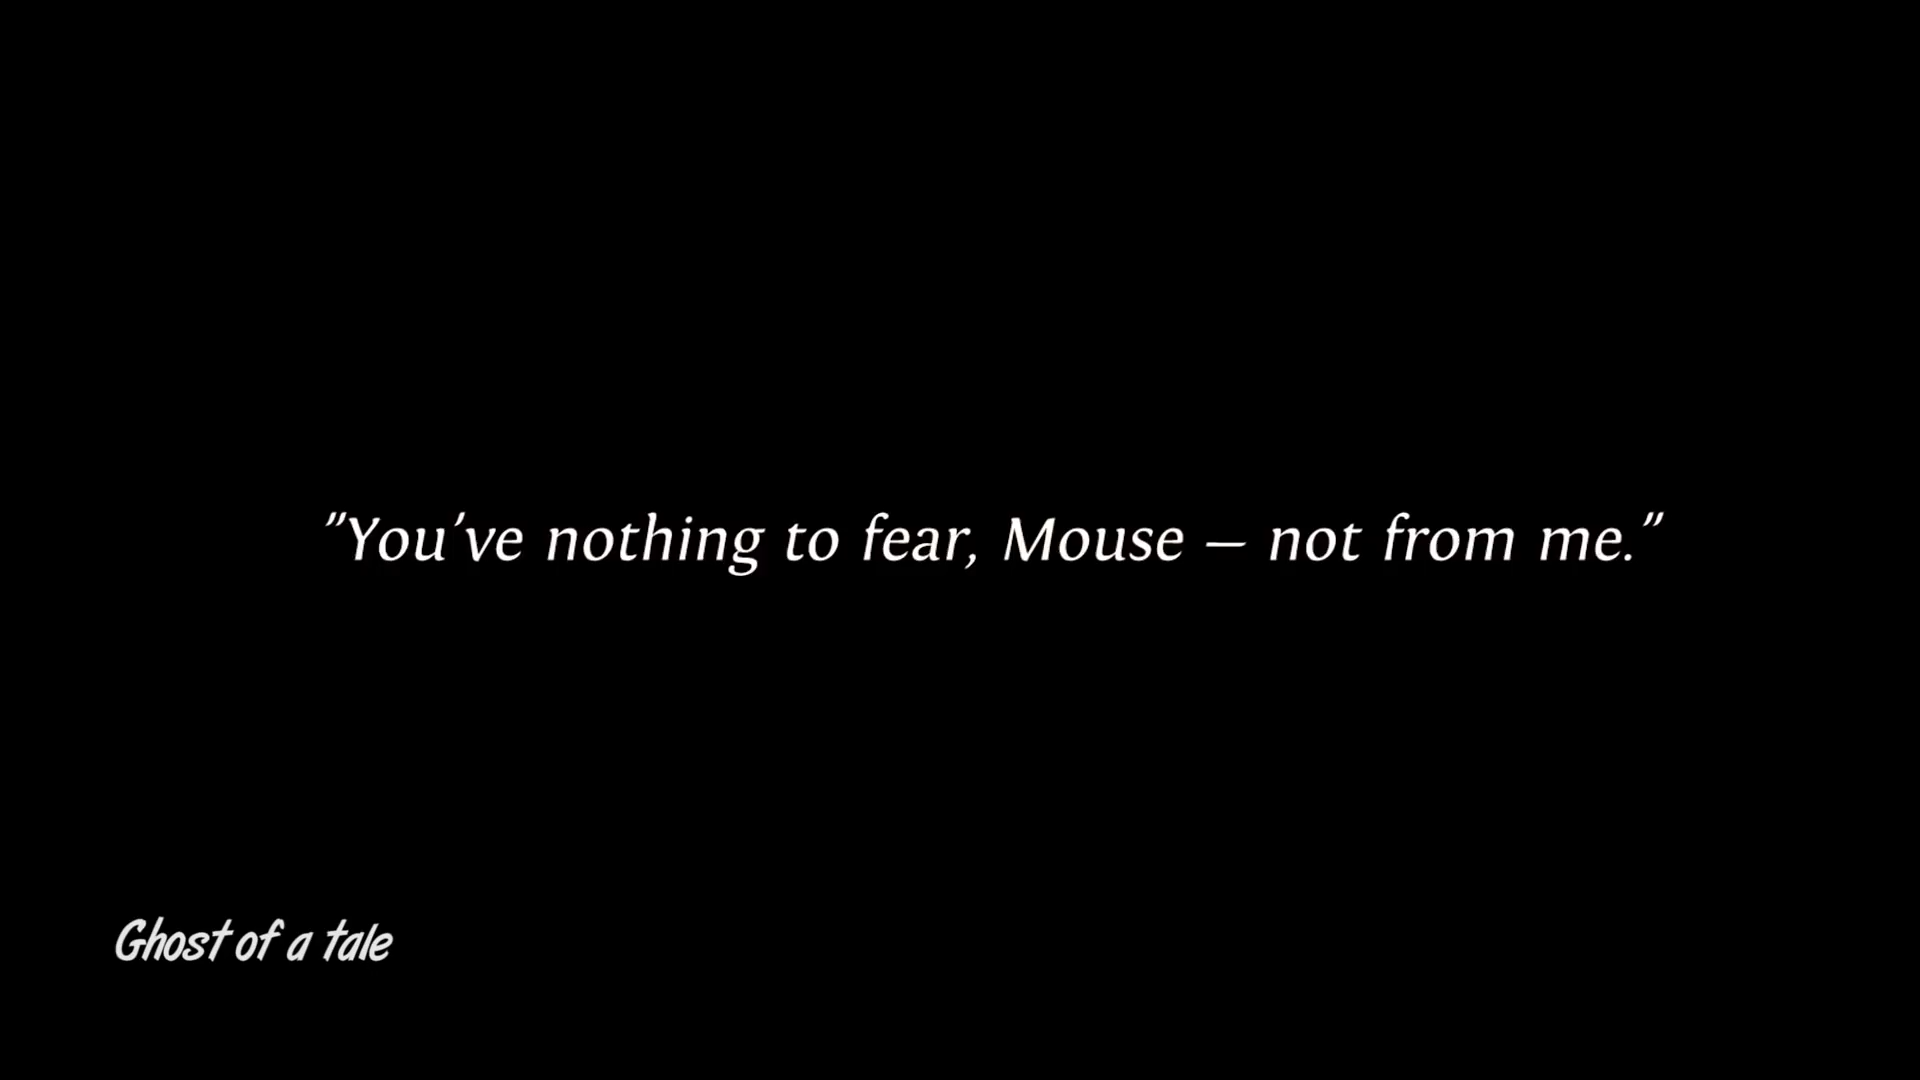 "You've nothing to fear, Mouse – not from me."
Ghost of a tale